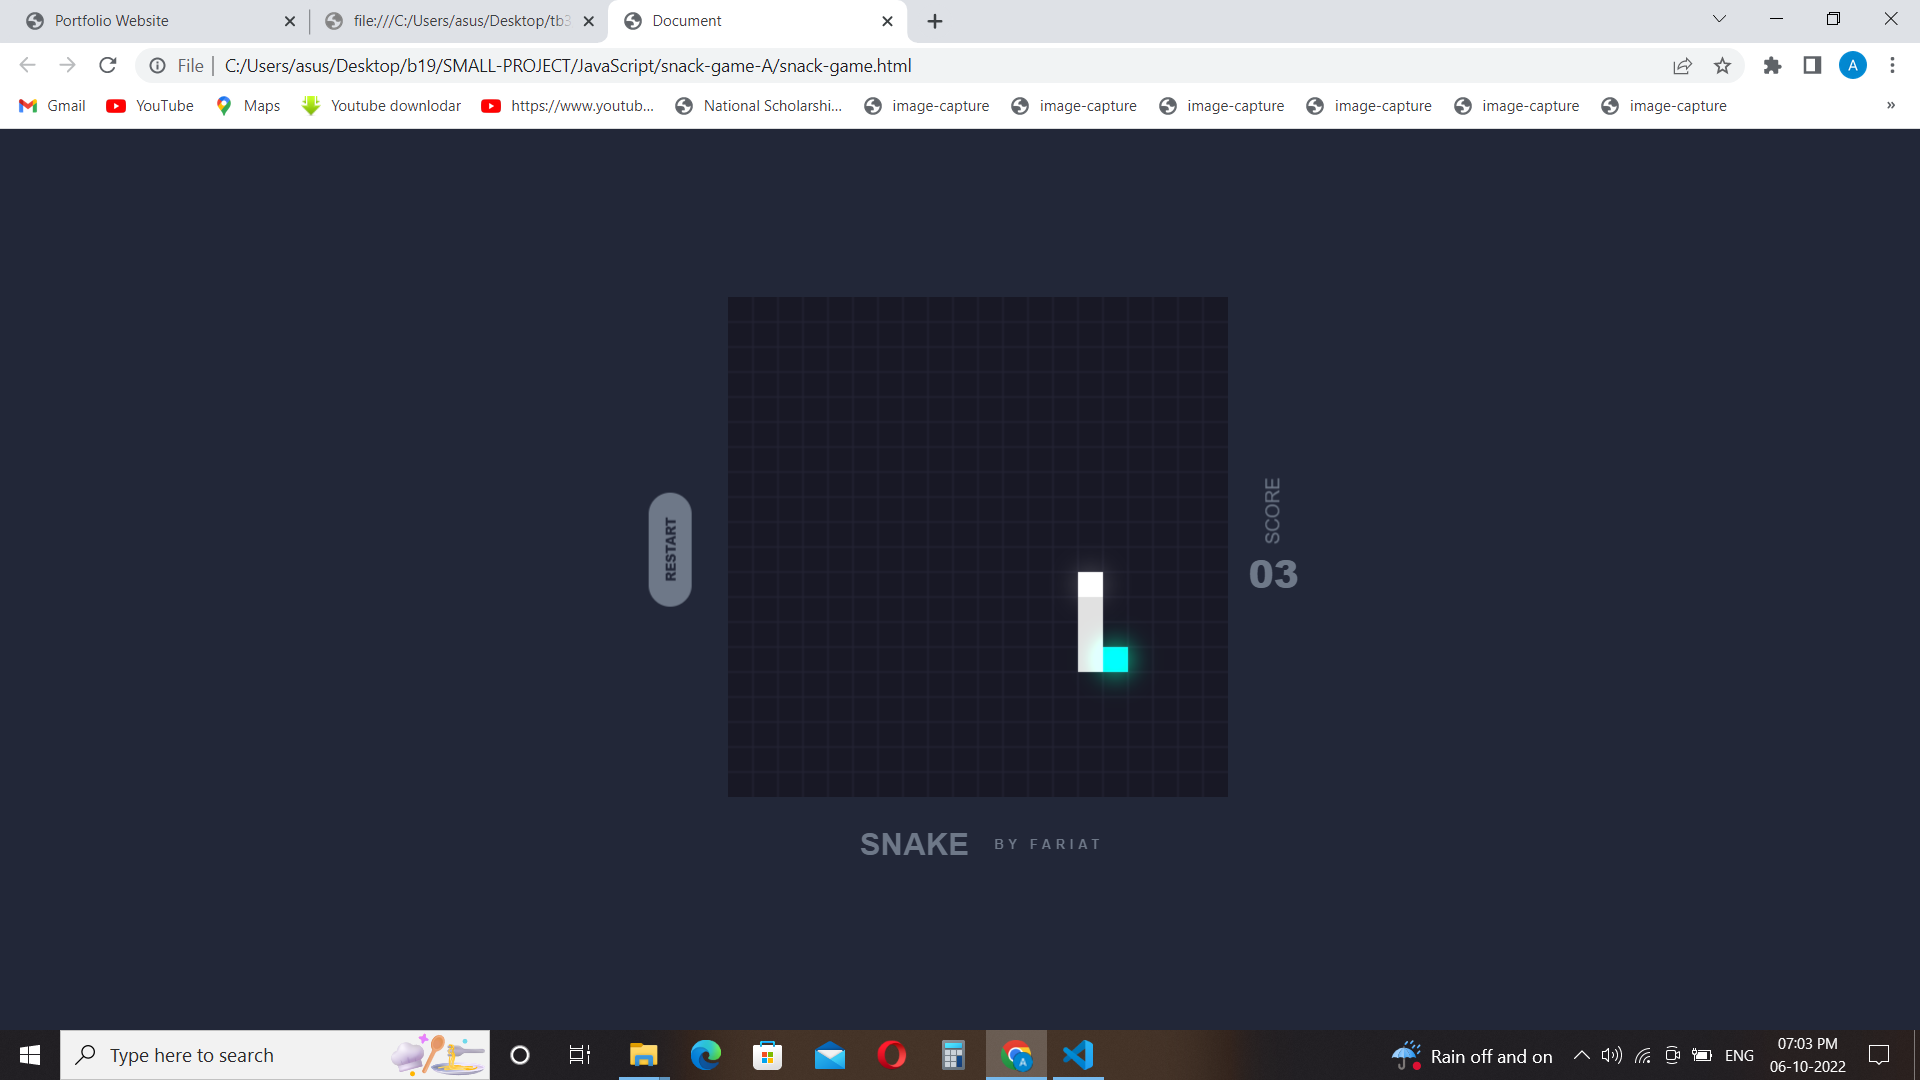 Portfolio Website
file:///C:/Users/asus/Desktop/tb3
Document
File
C:/Users/asus/Desktop/b19/SMALL-PROJECT/JavaScript/snack-game-A/snack-game.html
A
Gmail
YouTube
Maps
Youtube downlodar
https://www.youtub...
National Scholarshi...
image-capture
image-capture
image-capture
image-capture
image-capture
image-capture
»
RESTART
SCORE
03
SNAKE BY FARIAT
Type here to search
A
Rain off and on
ENG
07:03 PM
06-10-2022